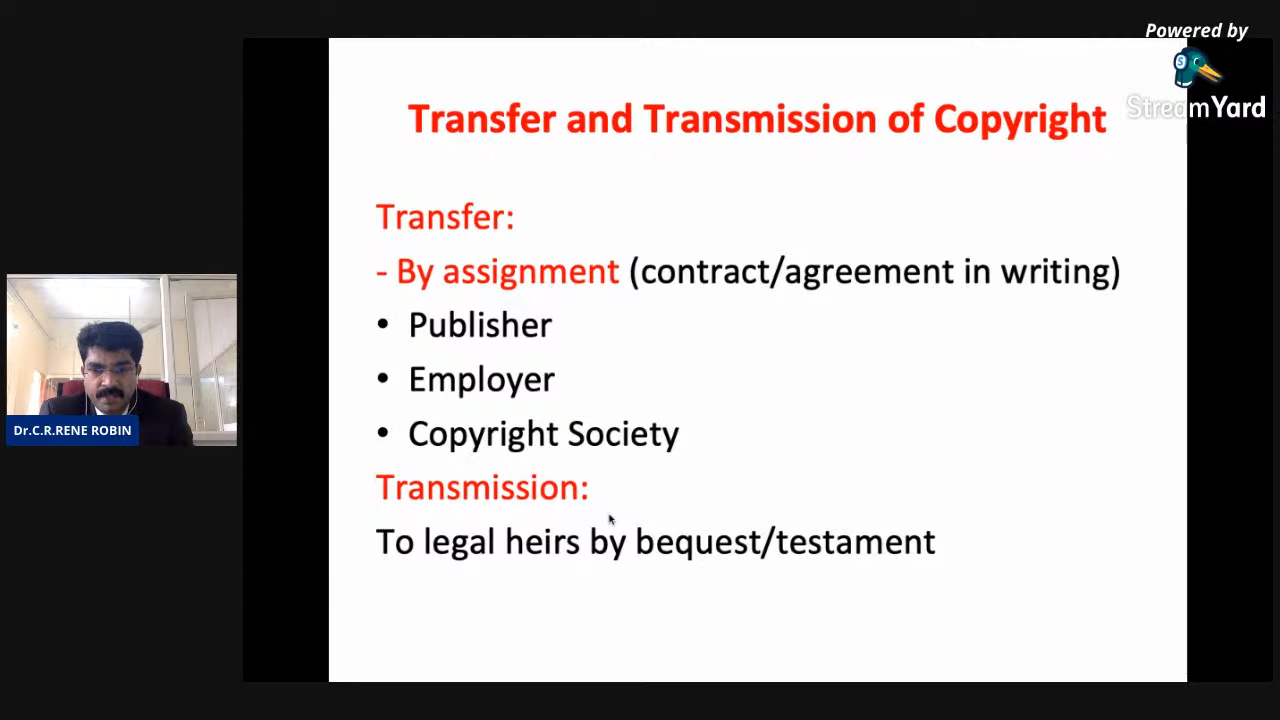 Powered by
StreamYard
Transfer and Transmission of Copyright
Transfer:
- By assignment (contract/agreement in writing)
• Publisher
• Employer
• Copyright Society
Transmission:
To legal heirs by bequest/testament
Dr.C.R.RENE ROBIN